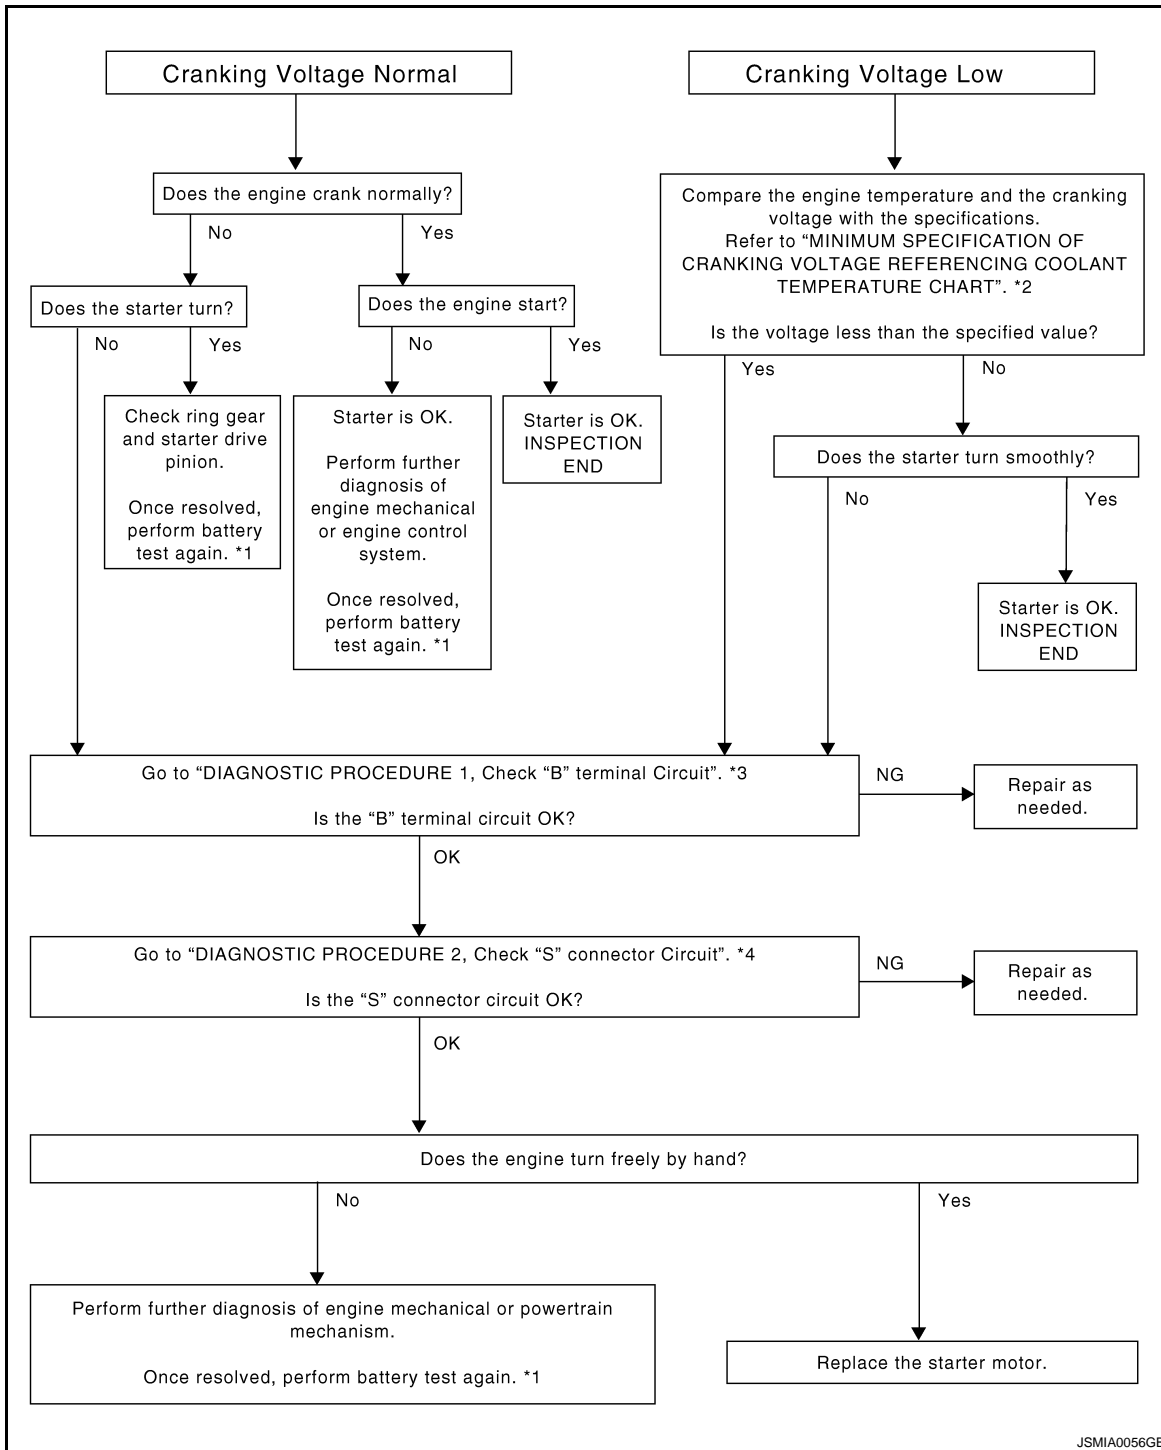 Cranking Voltage Normal
Cranking Voltage Low
Does the engine crank normally?
No
Yes
Does the starter turn?
No
Yes
Does the engine start?
No
Yes
Check ring gear
and starter drive
pinion.
Once resolved,
perform battery
test again. *1
Starter is OK.
Perform further
diagnosis of
engine mechanical
or engine control
system.
Once resolved,
perform battery
test again. *1
Starter is OK.
INSPECTION
END
Compare the engine temperature and the cranking
voltage with the specifications.
Refer to “MINIMUM SPECIFICATION OF
CRANKING VOLTAGE REFERENCING COOLANT
TEMPERATURE CHART”. *2
Is the voltage less than the specified value?
Yes
No
Does the starter turn smoothly?
No
Yes
Starter is OK.
INSPECTION
END
Go to “DIAGNOSTIC PROCEDURE 1, Check “B” terminal Circuit”. *3
Is the “B” terminal circuit OK?
NG
Repair as
needed.
OK
Go to “DIAGNOSTIC PROCEDURE 2, Check “S” connector Circuit”. *4
Is the “S” connector circuit OK?
NG
Repair as
needed.
OK
Does the engine turn freely by hand?
No
Yes
Perform further diagnosis of engine mechanical or powertrain
mechanism.
Once resolved, perform battery test again. *1
Replace the starter motor.
JSMIA0056GB